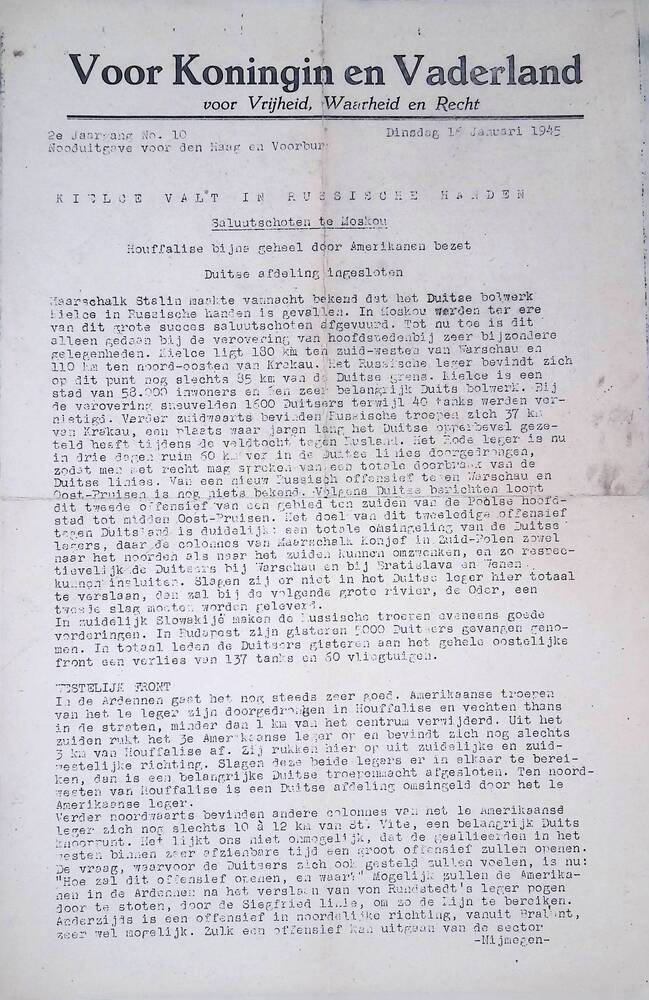 Voor Koningin en Vaderland
voor Vrijheid, Waarheid en Recht
2e Jaargang No. 10 Dinsdag 16 Januari 1945
Nooduitgave voor den Haag en Voorburg
KIELCE VALT IN RUSSISCHE HANDEN
Saluutschoten te Moskou
Houffalise bijna geheel door Amerikanen bezet
Duitse afdeling ingesloten
Maarschalk Stalin maakte vannacht bekend dat het Duitse bolwerk
Kielce in Russische handen is gevallen. In Moskou werden ter ere
van dit grote succes saluutschoten afgevuurd. Tot nu toe is dit
alleen gedaan bij de verovering van hoofdsteden bij zeer bijzondere
gelegenheden. Kielce ligt 180 km ten zuid-westen van Warschau en
110 km ten noord-oosten van Krakau. Het Russische leger bevindt zich
op dit punt nog slechts 85 km van de Duitse grens. Kielce is een
stad van 58.000 inwoners en een zeer belangrijk Duits bolwerk. Bij
de verovering sneuvelden 1500 Duitsers terwijl 40 tanks werden ver-
nietigd. Verder zuidwaarts bevinden Russische troepen zich 37 km
van Krakau, een plaats waar jaren lang het Duitse opperbevel geze-
teld heeft tijdens de veldtocht tegen Rusland. Het Rode leger is nu
in drie dagen ruim 60 km ver in de Duitse linies doorgedrongen,
zodat men met recht mag spreken van een totale doorbraak van de
Duitse linies. Van een nieuw Russisch offensief tegen Warschau en
Oost-Pruisen is nog niets bekend. Volgens Duitse berichten loopt
dit tweede offensief van een gebied ten zuiden van de Poolse hoofd-
stad tot midden Oost-Pruisen. Het doel van dit tweeledige offensief
tegen Duitsland is duidelijk: een totale omsingeling van de Duitse
legers, daar de colonnes van Maarschalk Konjef in Zuid-Polen zowel
naar het noorden als naar het zuiden kunnen omzwenken, en zo respec-
tievelijk de Duitsers bij Warschau en bij Bratislava en Wenen
kunnen insluiten. Slagen zij er niet in het Duitse leger hier totaal
te verslaan, dan zal bij de volgende grote rivier, de Oder, een
tweede slag moeten worden geleverd.
In zuidelijk Slowakijë maken de Russische troepen eveneens goede
vorderingen. In Budapest zijn gisteren 5000 Duitsers gevangen geno-
men. In totaal leden de Duitsers gisteren aan het gehele oostelijke
front een verlies van 137 tanks en 60 vliegtuigen.
WESTELIJK FRONT
In de Ardennen gaat het nog steeds zeer goed. Amerikaanse troepen
van het 1e leger zijn doorgedrongen in Houffalise en vechten thans
in de straten, minder dan 1 km van het centrum verwijderd. Uit het
zuiden rukt het 3e Amerikaanse leger op en bevindt zich nog slechts
3 km van Houffalise af. Zij rukken hier op uit zuidelijke en zuid-
westelijke richting. Slagen deze beide legers er in elkaar te berei-
ken, dan is een belangrijke Duitse troepenmacht afgesloten. Ten noord-
westen van Houffalise is een Duitse afdeling omsingeld door het 1e
Amerikaanse leger.
Verder noordwaarts bevinden andere colonnes van het 1e Amerikaansd
leger zich nog slechts 10 à 12 km van St. Vite, een belangrijk Duits
knooppunt. Het lijkt ons niet onmogelijk, dat de geallieerden in het
westen binnen zeer afzienbare tijd een groot offensief zullen openen.
De vraag, waarvoor de Duitsers zich ook gesteld zullen voelen, is nu:
"Hoe zal dit offensief openen, en waar?" Mogelijk zullen de Amerika-
nen in de Ardennen na het verslaan van von Rundstedt's leger pogen
door te stoten, door de Siegfried linie, om zo de Rijn te bereiken.
Anderzijds is een offensief in noordelijke richting, vanuit Brabant,
zeer wel mogelijk. Zulk een offensief kan uitgaan van de sector
-Nijmegen-